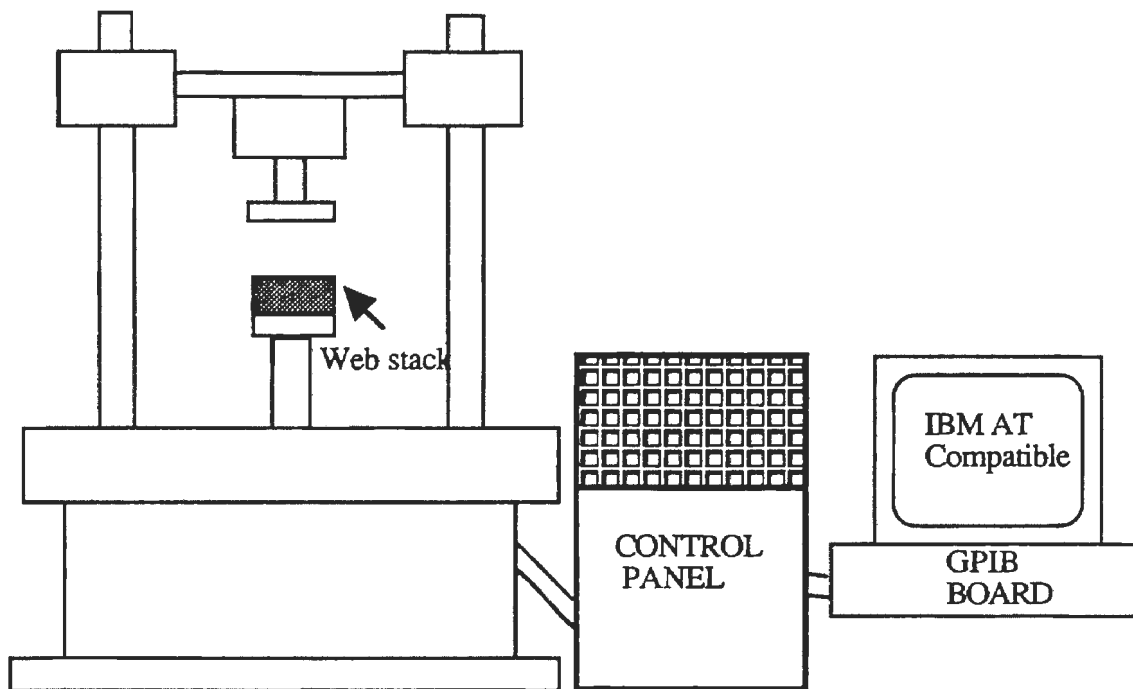 Web stack
CONTROL
PANEL
IBM AT
Compatible
GPIB
BOARD